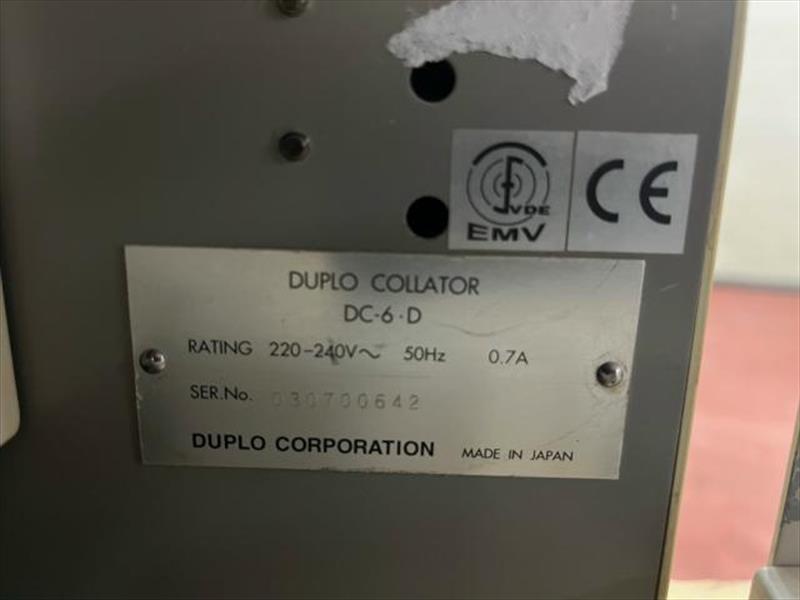 VDE
EMV
CE
DUPLO COLLATOR
DC-6·D
RATING 220-240V~ 50Hz 0.7A
SER.No. 030700642
DUPLO CORPORATION MADE IN JAPAN